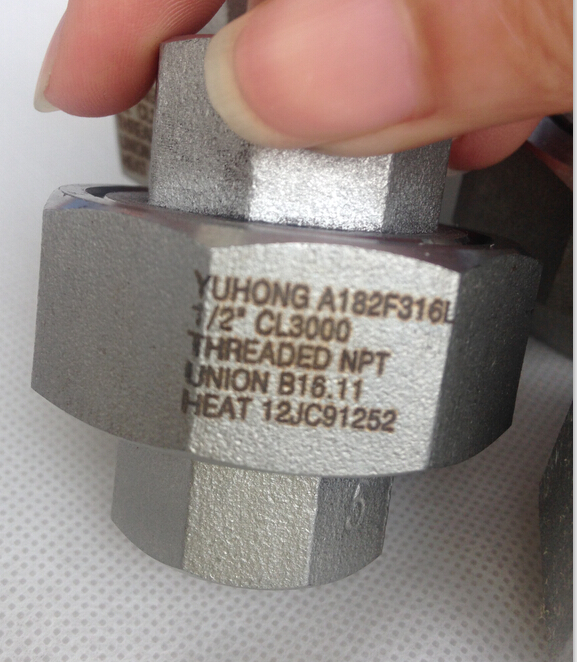 YUHONG A182F316L
1/2" CL3000
THREADED NPT
UNION B16.11
HEAT 12JC91252